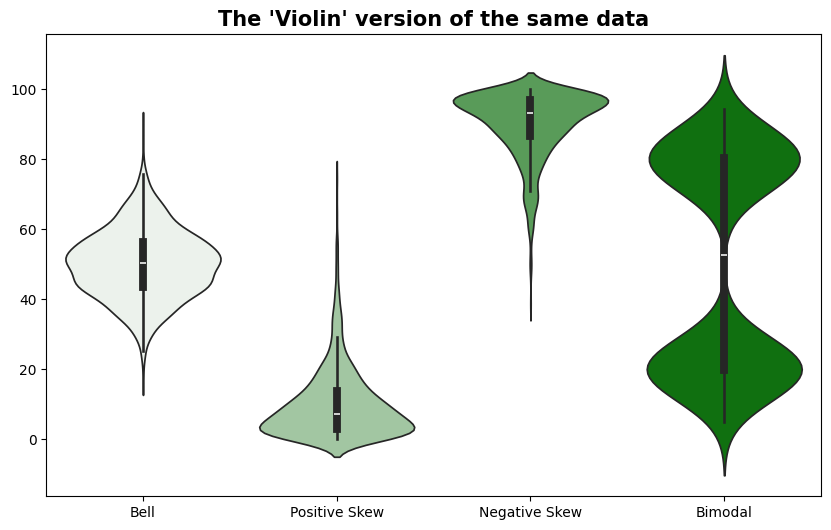 The 'Violin' version of the same data
100
80
60
40
20
0
Bell
Positive Skew
Negative Skew
Bimodal